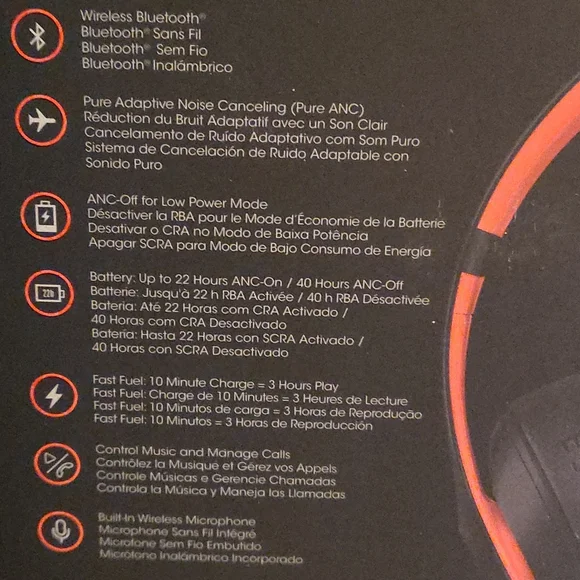 Wireless Bluetooth®
Bluetooth® Sans Fil
Bluetooth® Sem Fio
Bluetooth® Inalámbrico
Pure Adaptive Noise Canceling (Pure ANC)
Réduction du Bruit Adaptatif avec un Son Clair
Cancelamento de Ruído Adaptativo com Som Puro
Sistema de Cancelación de Ruido Adaptable con
Sonido Puro
ANC-Off for Low Power Mode
Désactiver la RBA pour le Mode d'Économie de la Batterie
Desativar o CRA no Modo de Baixa Potência
Apagar SCRA para Modo de Bajo Consumo de Energía
22h
Battery: Up to 22 Hours ANC-On / 40 Hours ANC-Off
Batterie: Jusqu'à 22 h RBA Activée / 40 h RBA Désactivée
Bateria: Até 22 Horas com CRA Activado /
40 Horas com CRA Desactivado
Batería: Hasta 22 Horas con SCRA Activado /
40 Horas con SCRA Desactivado
Fast Fuel: 10 Minute Charge = 3 Hours Play
Fast Fuel: Charge de 10 Minutes = 3 Heures de Lecture
Fast Fuel: 10 Minutos de carga = 3 Horas de Reprodução
Fast Fuel: 10 Minutos = 3 Horas de Reproducción
Control Music and Manage Calls
Contrôlez la Musique et Gérez vos Appels
Controle Músicas e Gerencie Chamadas
Controla la Música y Maneja las Llamadas
Built-In Wireless Microphone
Microphone Sans Fil Intégré
Microfone Sem Fio Embutido
Micrófono Inalámbrico Incorporado